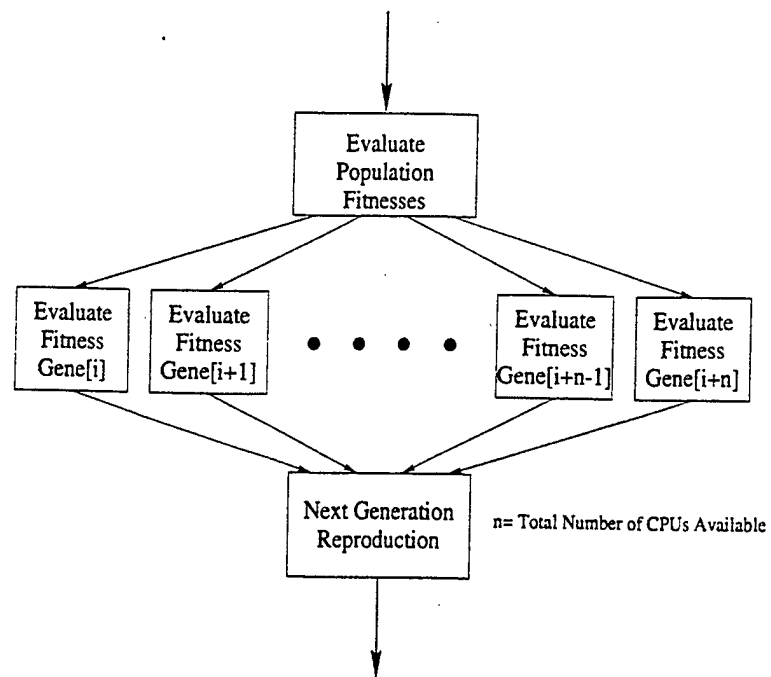 Evaluate
Population
Fitnesses
Evaluate
Fitness
Gene[i]
Evaluate
Fitness
Gene[i+1]
Evaluate
Fitness
Gene[i+n-1]
Evaluate
Fitness
Gene[i+n]
Next Generation
Reproduction
n= Total Number of CPUs Available